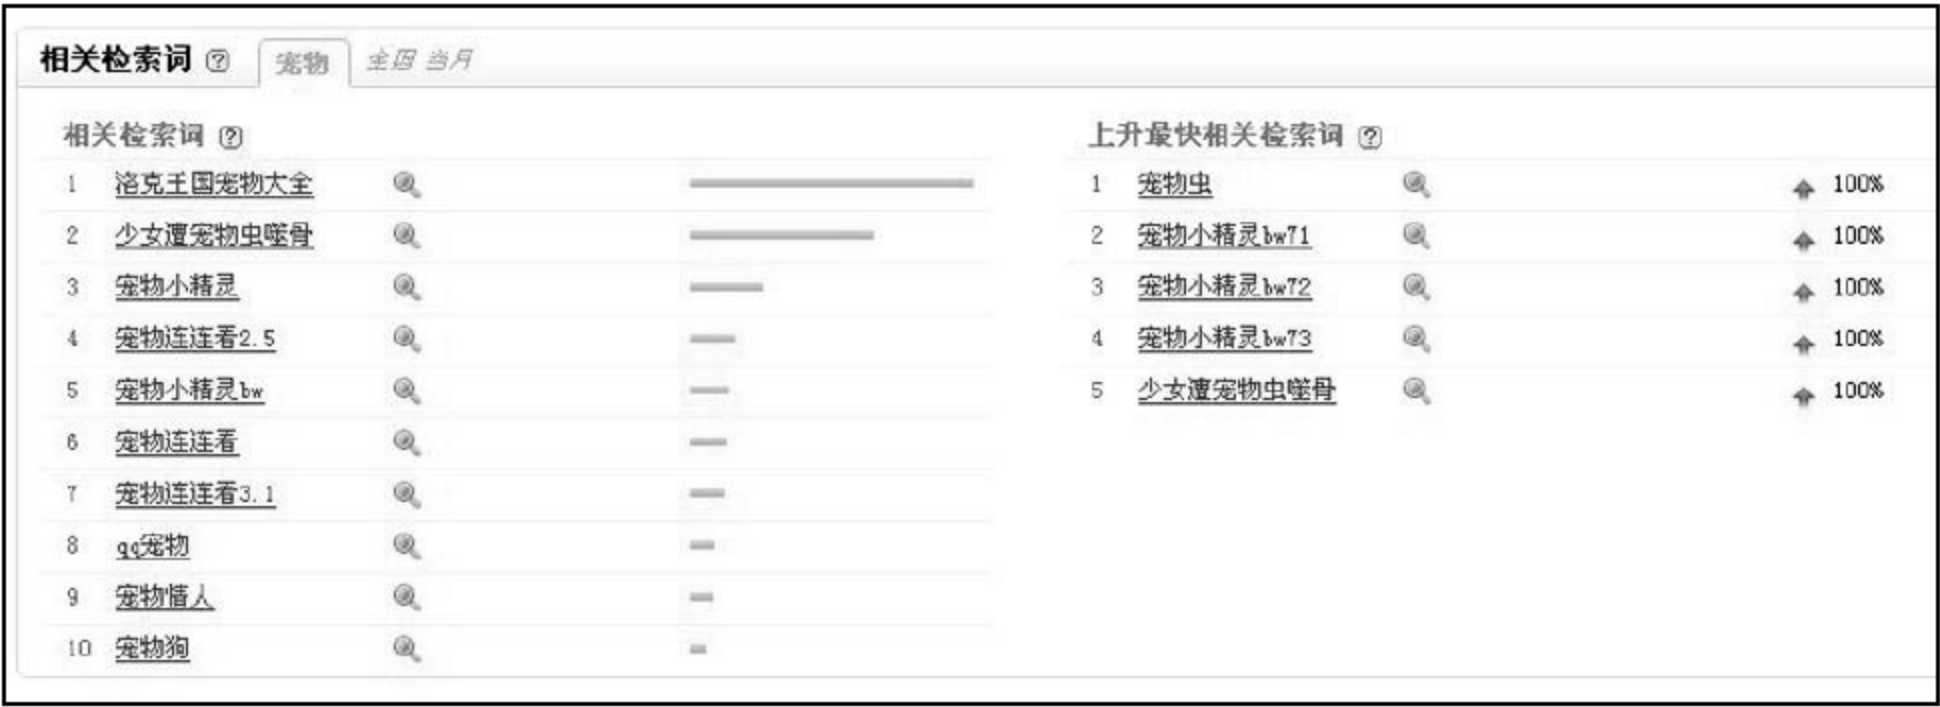 相关检索词 ? 宠物 全国 当月
相关检索词 ?
1 洛克王国宠物大全
2 少女遭宠物虫噬骨
3 宠物小精灵
4 宠物连连看2.5
5 宠物小精灵bw
6 宠物连连看
7 宠物连连看3.1
8 qq宠物
9 宠物情人
10 宠物狗
上升最快相关检索词 ?
1 宠物虫 100%
2 宠物小精灵bw71 100%
3 宠物小精灵bw72 100%
4 宠物小精灵bw73 100%
5 少女遭宠物虫噬骨 100%